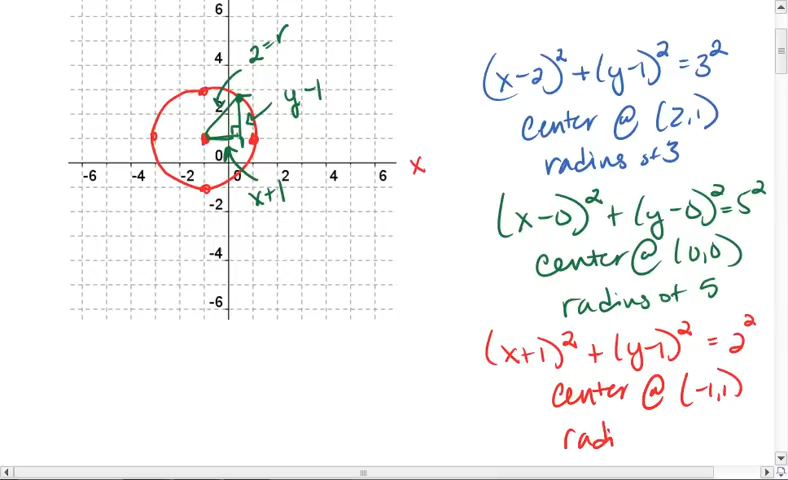 6
4
2
0
-2
-4
-6
-6 -4 -2 0 2 4 6
x
2=r
y-1
x+1
(x-2)² + (y-1)² = 3²
center @ (2,1)
radius of 3
(x-0)² + (y-0)² = 5²
center @ (0,0)
radius of 5
(x+1)² + (y-1)² = 2²
center @ (-1,1)
radi